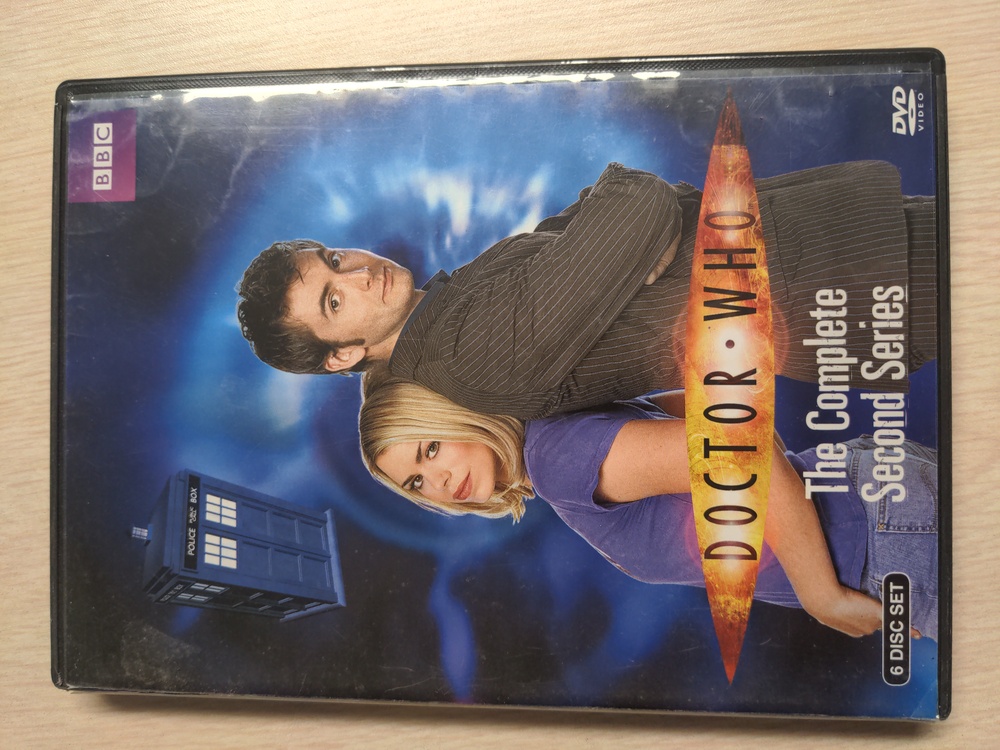 BBC
POLICE PUBLIC CALL BOX
DOCTOR·WHO
The Complete
Second Series
6 DISC SET
DVD
VIDEO